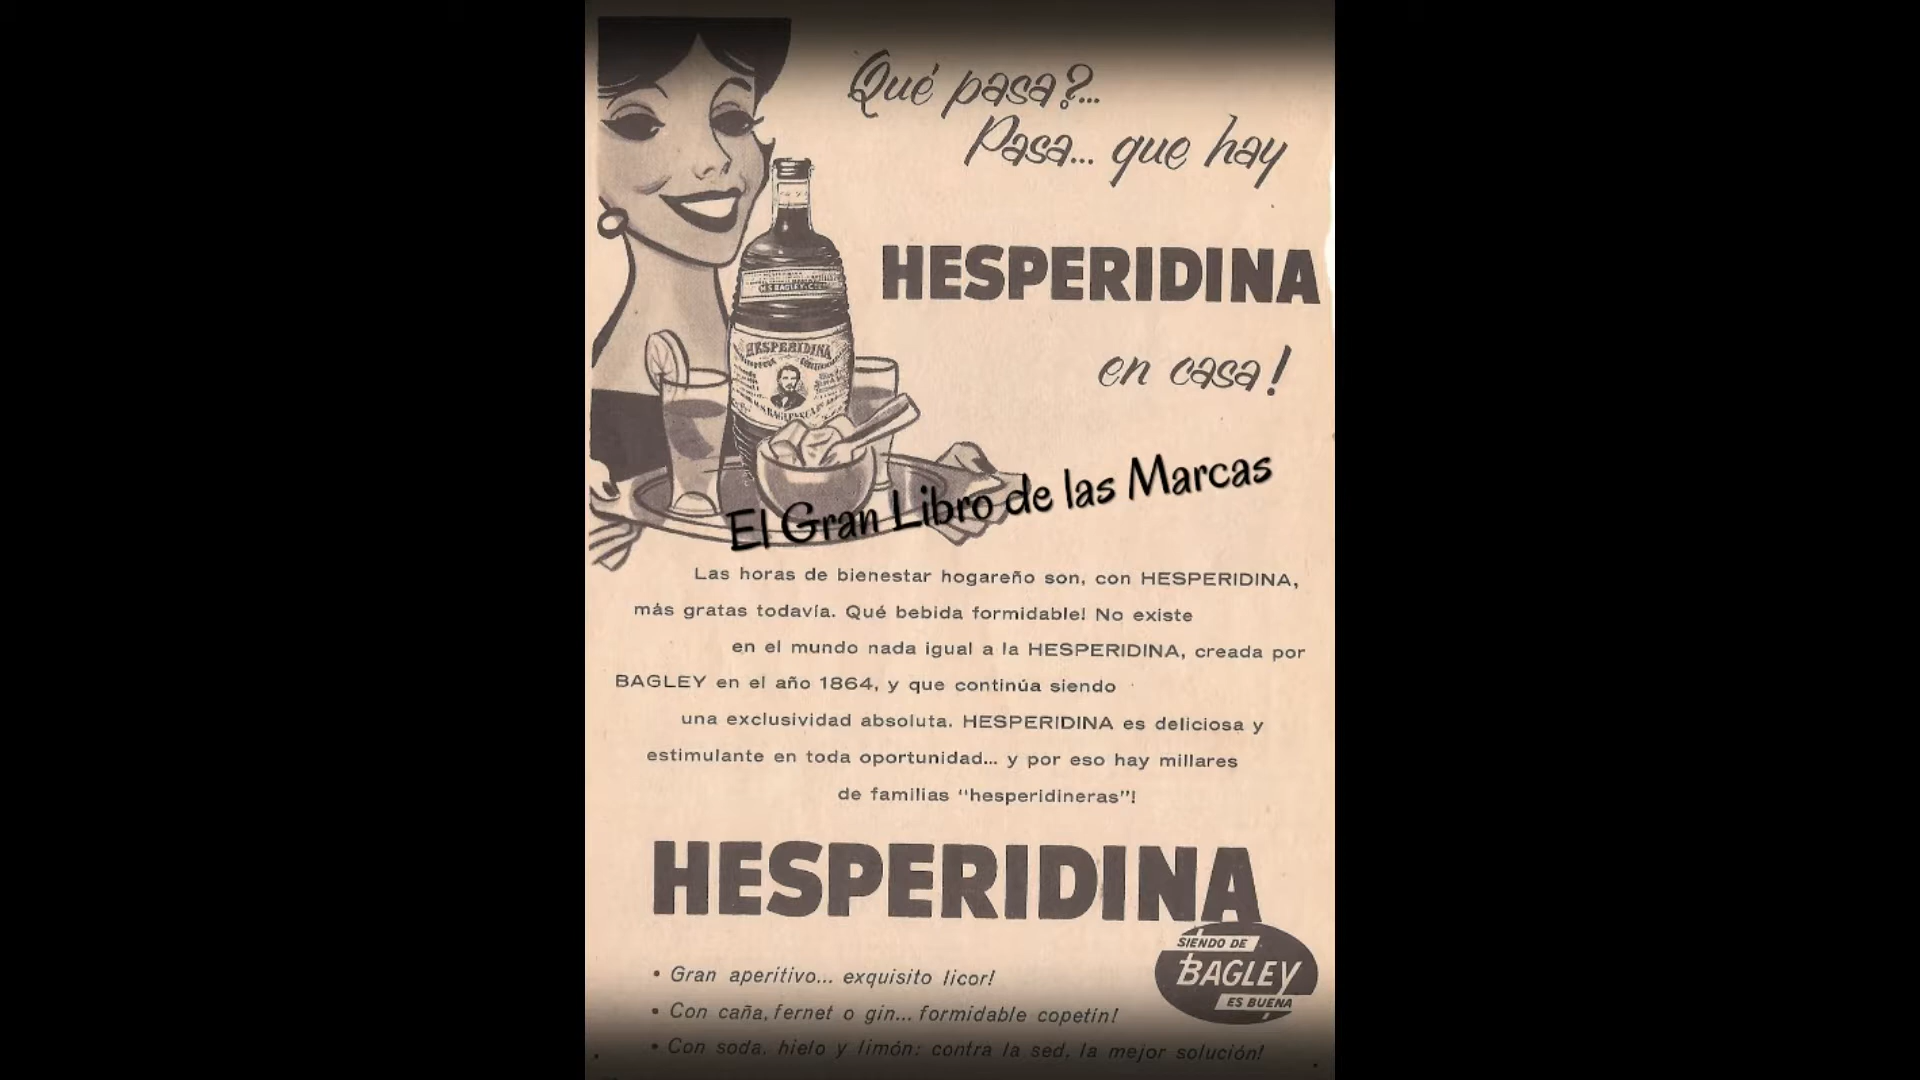 Qué pasa?...
Pasa... que hay
HESPERIDINA
en casa!
M.S. BAGLEY
HESPERIDINA
El Gran Libro de las Marcas
Las horas de bienestar hogareño son, con HESPERIDINA,
más gratas todavía. Qué bebida formidable! No existe
en el mundo nada igual a la HESPERIDINA, creada por
BAGLEY en el año 1864, y que continúa siendo
una exclusividad absoluta. HESPERIDINA es deliciosa y
estimulante en toda oportunidad... y por eso hay millares
de familias "hesperidineras"!
HESPERIDINA
SIENDO DE
BAGLEY
ES BUENA
• Gran aperitivo... exquisito licor!
• Con caña, fernet o gin... formidable copetín!
• Con soda, hielo y limón: contra la sed, la mejor solución!